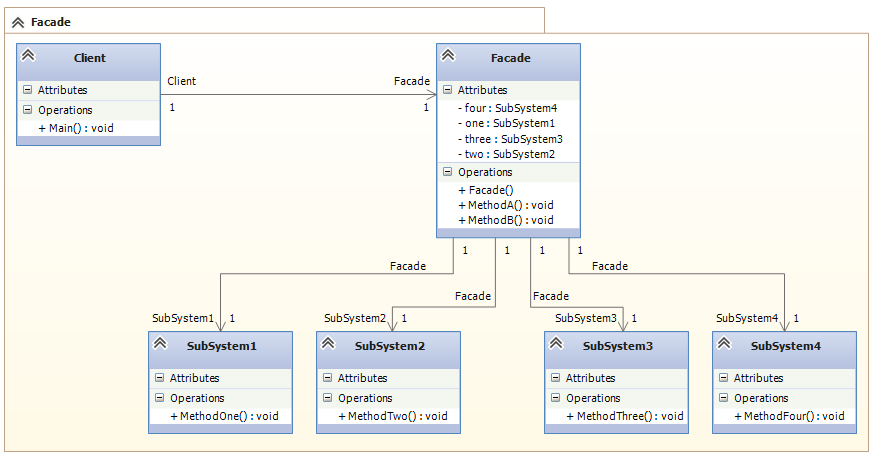 Facade
Client
Attributes
Operations
+ Main() : void
Client
Facade
1
1
Facade
Attributes
- four : SubSystem4
- one : SubSystem1
- three : SubSystem3
- two : SubSystem2
Operations
+ Facade()
+ MethodA() : void
+ MethodB() : void
1
1
1
1
Facade
Facade
Facade
Facade
SubSystem1
1
SubSystem2
1
SubSystem3
1
SubSystem4
1
SubSystem1
Attributes
Operations
+ MethodOne() : void
SubSystem2
Attributes
Operations
+ MethodTwo() : void
SubSystem3
Attributes
Operations
+ MethodThree() : void
SubSystem4
Attributes
Operations
+ MethodFour() : void